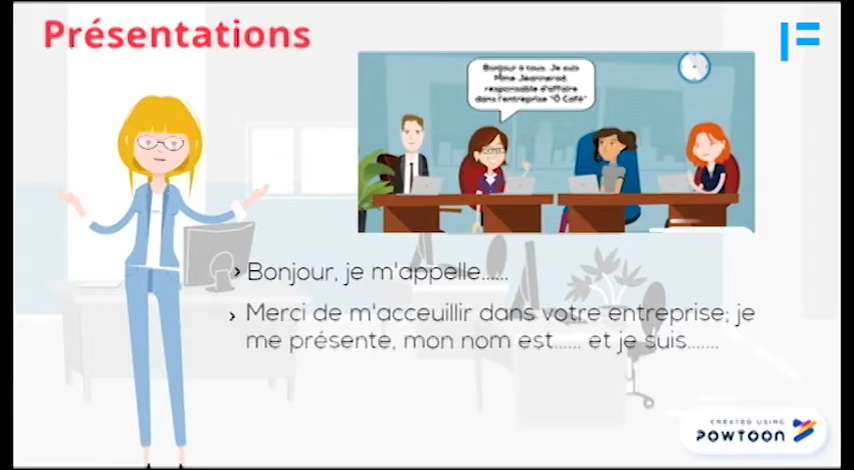 Présentations
Bonjour à tous. Je suis
Mme Jeannerod,
responsable d'affaire
dans l'entreprise "Ô Café"
Bonjour, je m'appelle......
Merci de m'acceuillir dans votre entreprise; je
me présente, mon nom est...... et je suis.......
CREATED USING
POWTOON